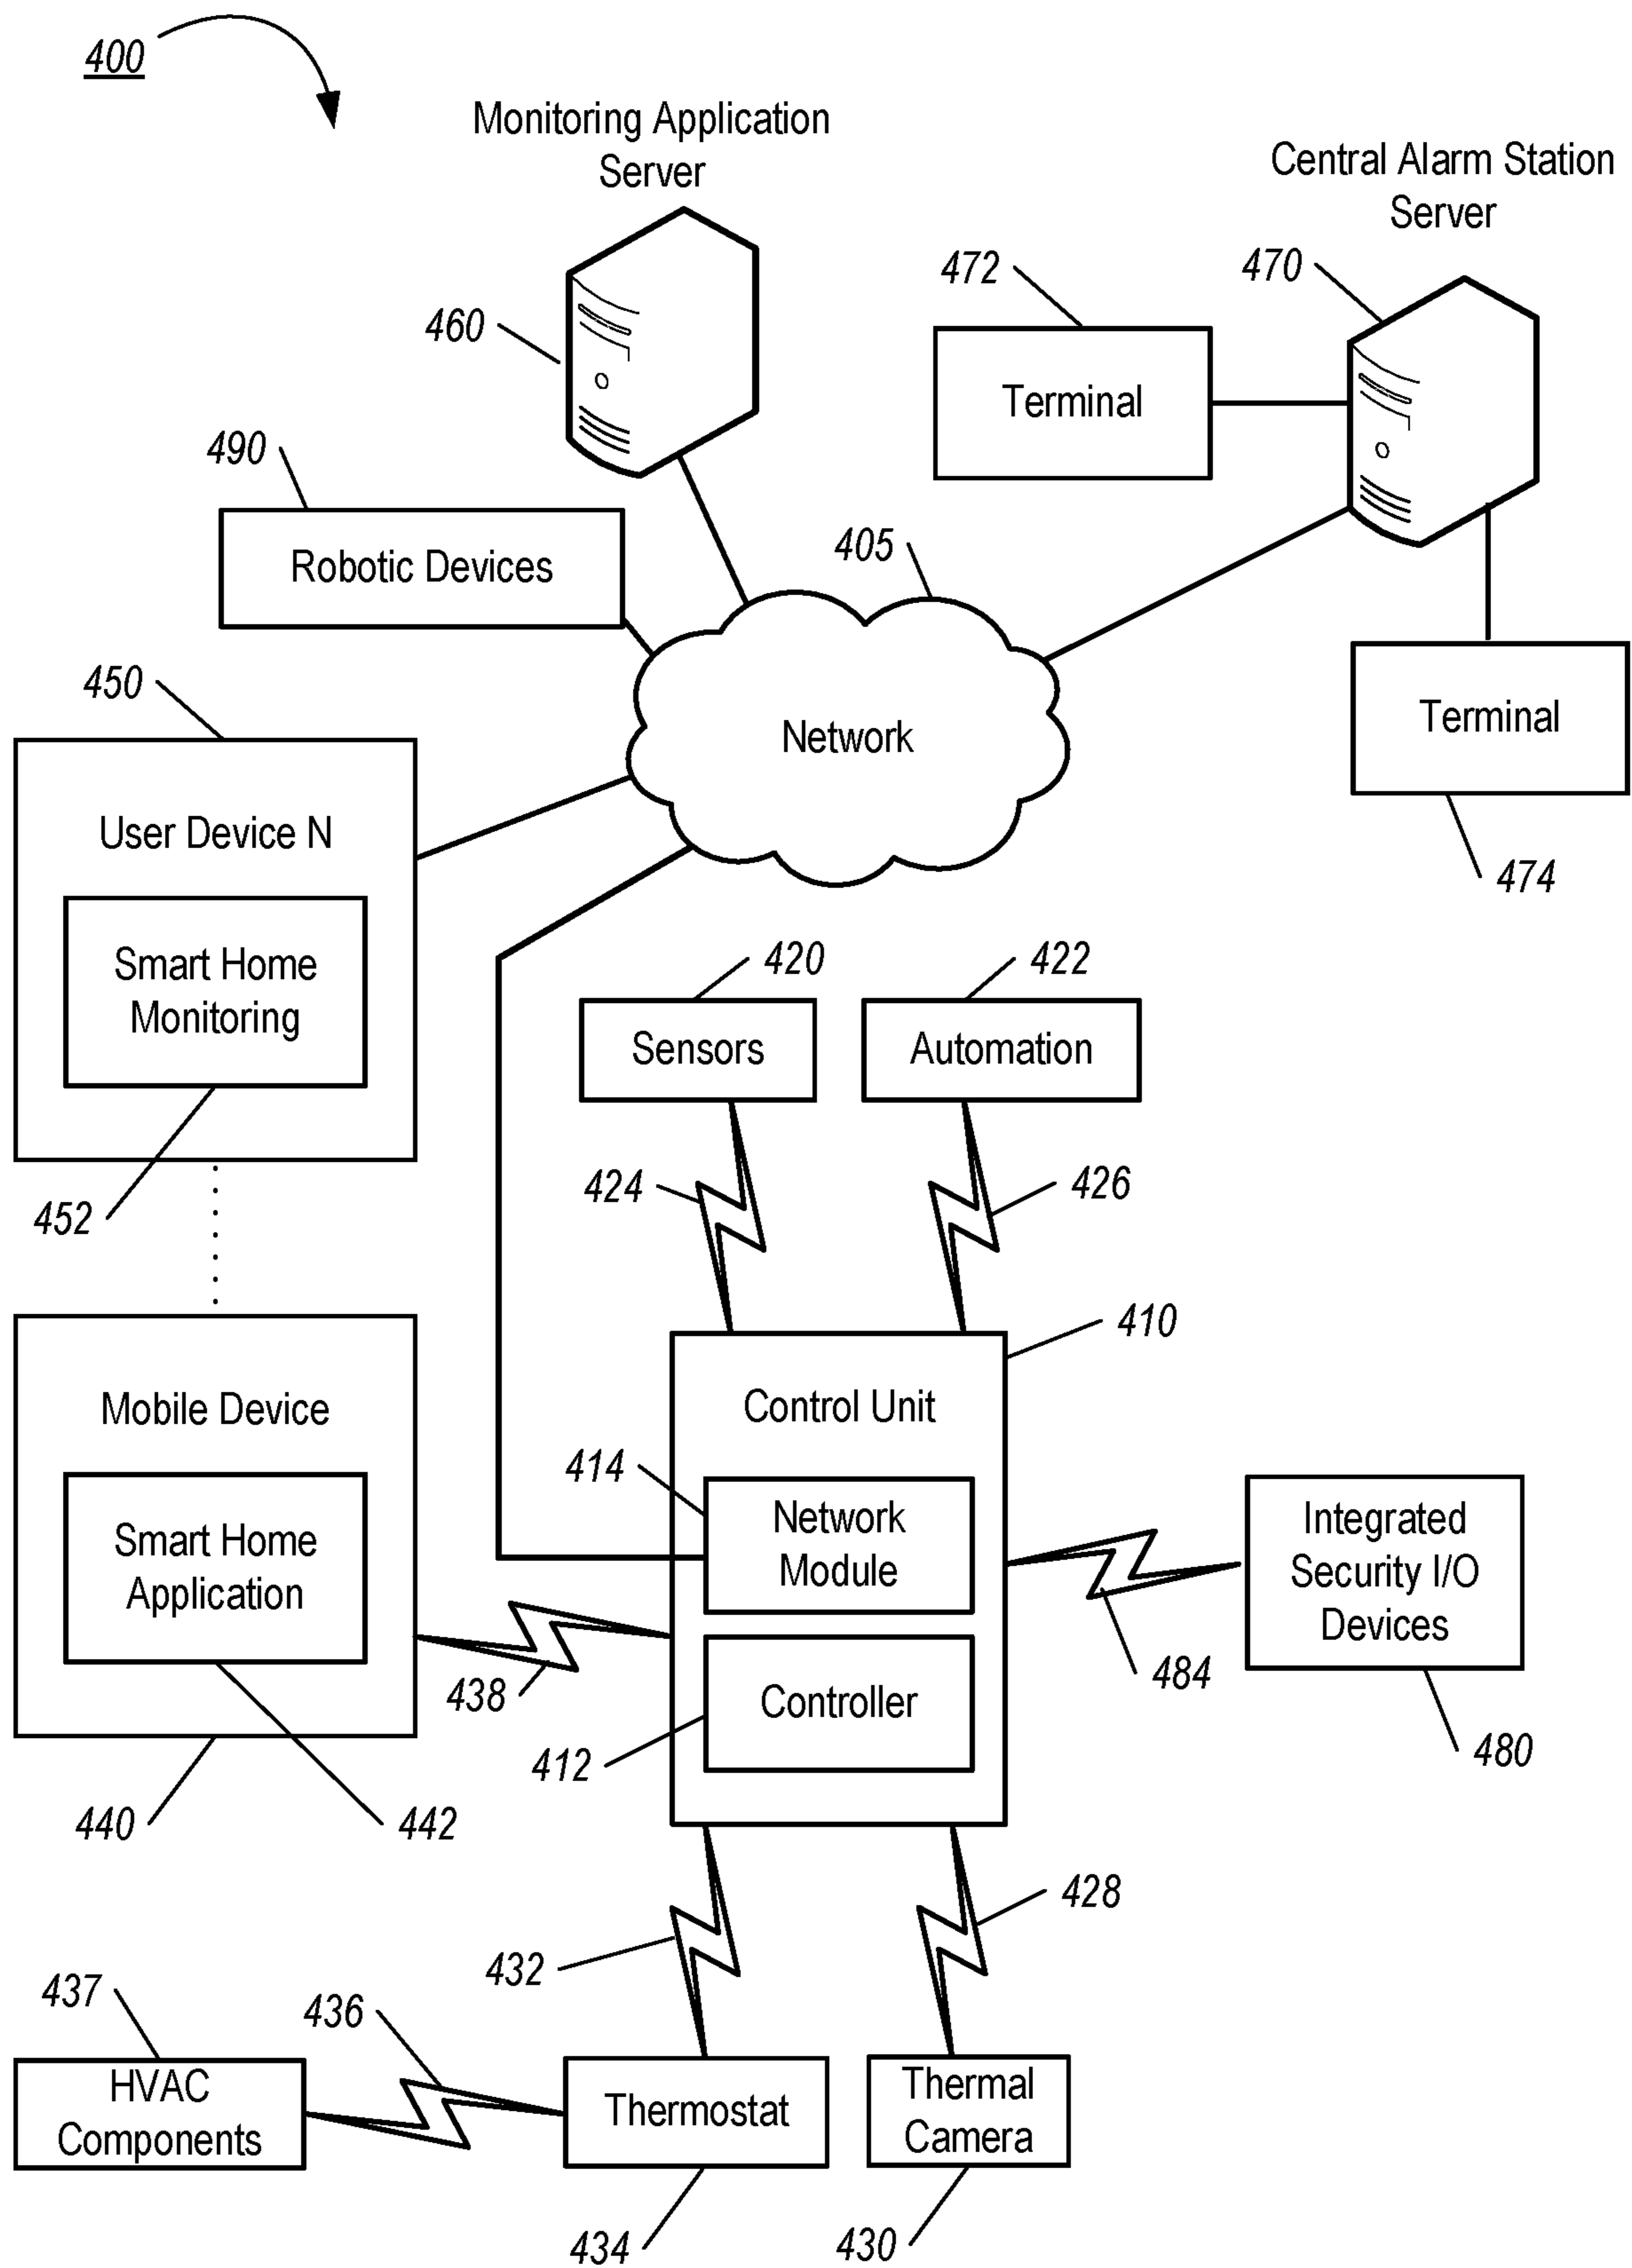 400
Monitoring Application
Server
Central Alarm Station
Server
472
470
460
Terminal
490
405
Robotic Devices
450
Network
Terminal
User Device N
474
420
422
Smart Home
Monitoring
Sensors
Automation
424
426
452
410
Mobile Device
Control Unit
414
Network
Module
Integrated
Security I/O
Devices
Smart Home
Application
438
484
Controller
412
480
440
442
428
432
437
436
HVAC
Components
Thermostat
Thermal
Camera
434
430